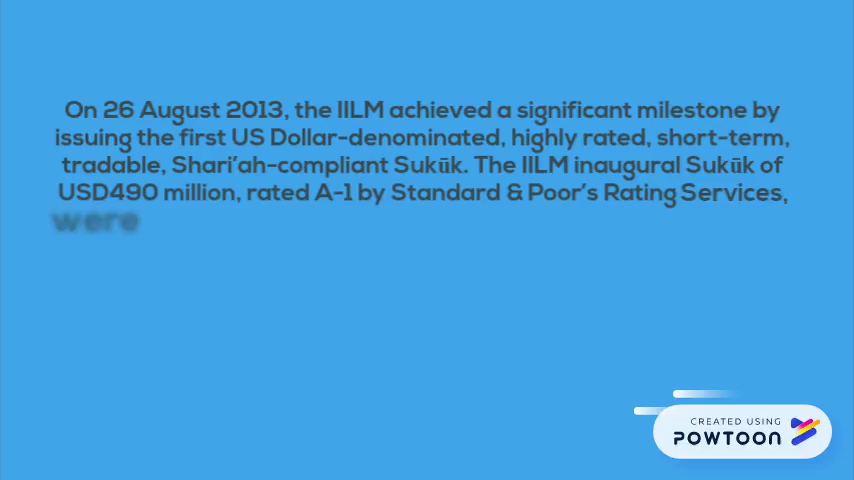 On 26 August 2013, the IILM achieved a significant milestone by
issuing the first US Dollar-denominated, highly rated, short-term,
tradable, Shari’ah-compliant Sukūk. The IILM inaugural Sukūk of
USD490 million, rated A-1 by Standard & Poor’s Rating Services,
were
CREATED USING
POWTOON